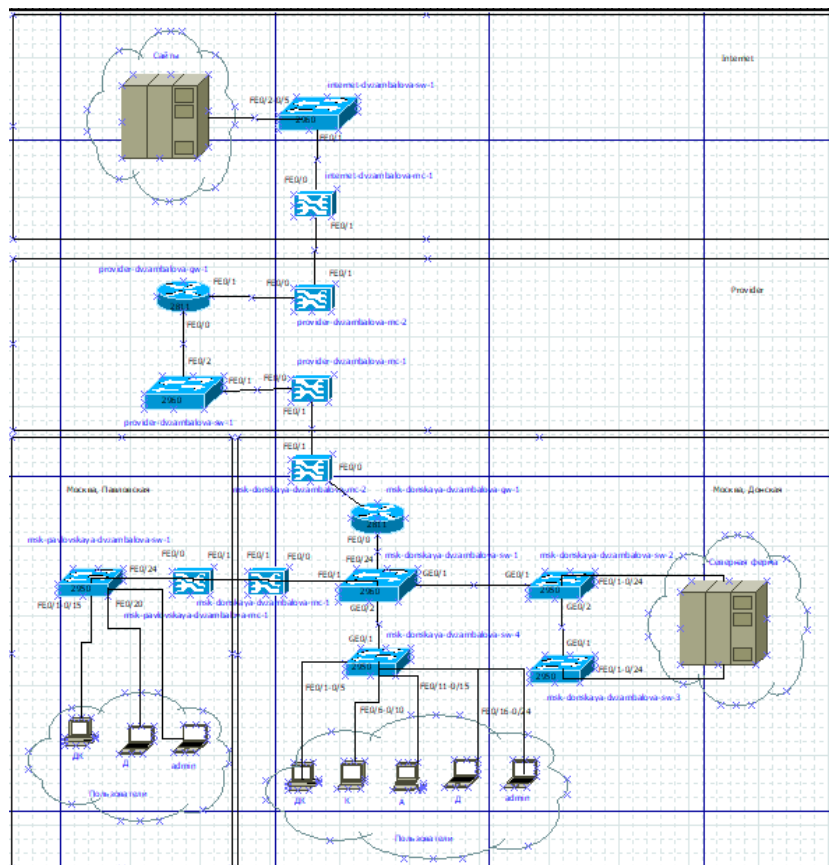 Сайты
Internet
internet-dvzambalova-sw-1
FE0/2-0/5
2960
FE0/1
internet-dvzambalova-mc-1
FE0/0
FE0/1
provider-dvzambalova-gw-1
FE0/1
FE0/0
FE0/1
Provider
2811
provider-dvzambalova-mc-2
FE0/0
FE0/2
provider-dvzambalova-mc-1
FE0/1
FE0/0
2960
FE0/1
provider-dvzambalova-sw-1
FE0/1
FE0/0
Москва, Павловская
msk-donskaya-dvzambalova-mc-2
msk-donskaya-dvzambalova-gw-1
Москва, Донская
2811
msk-pavlovskaya-dvzambalova-sw-1
FE0/0
FE0/24
msk-donskaya-dvzambalova-sw-1
msk-donskaya-dvzambalova-sw-2
Серверная ферма
FE0/24
FE0/0
FE0/1
FE0/1
FE0/0
FE0/1
GE0/1
GE0/1
FE0/1-0/24
2950
2960
2950
FE0/1-0/15
FE0/20
msk-donskaya-dvzambalova-mc-1
msk-pavlovskaya-dvzambalova-mc-1
GE0/2
GE0/2
msk-donskaya-dvzambalova-sw-4
GE0/1
GE0/1
2950
FE0/1-0/24
2950
FE0/1-0/5
FE0/11-0/15
msk-donskaya-dvzambalova-sw-3
FE0/6-0/10
FE0/16-0/24
ДК
Д
admin
Пользователи
ДК
К
А
Д
admin
Пользователи